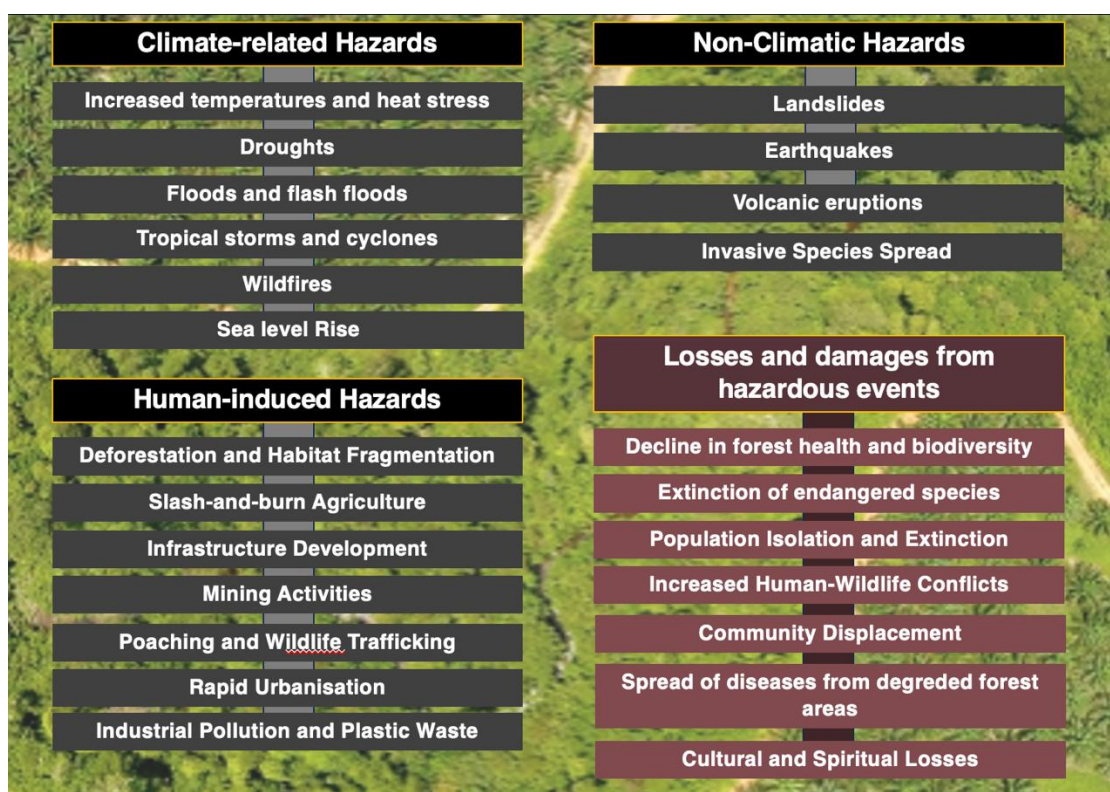 Climate-related Hazards
Increased temperatures and heat stress
Droughts
Floods and flash floods
Tropical storms and cyclones
Wildfires
Sea level Rise
Human-induced Hazards
Deforestation and Habitat Fragmentation
Slash-and-burn Agriculture
Infrastructure Development
Mining Activities
Poaching and Wildlife Trafficking
Rapid Urbanisation
Industrial Pollution and Plastic Waste
Non-Climatic Hazards
Landslides
Earthquakes
Volcanic eruptions
Invasive Species Spread
Losses and damages from
hazardous events
Decline in forest health and biodiversity
Extinction of endangered species
Population Isolation and Extinction
Increased Human-Wildlife Conflicts
Community Displacement
Spread of diseases from degreded forest
areas
Cultural and Spiritual Losses